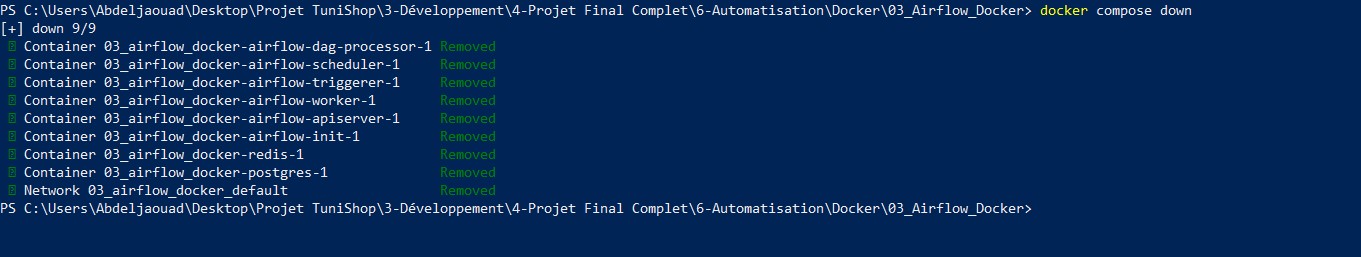 PS C:\Users\Abdeljaouad\Desktop\Projet TuniShop\3-Développement\4-Projet Final Complet\6-Automatisation\Docker\03_Airflow_Docker> docker compose down
[+] down 9/9
Container 03_airflow_docker-airflow-dag-processor-1 Removed
Container 03_airflow_docker-airflow-scheduler-1 Removed
Container 03_airflow_docker-airflow-triggerer-1 Removed
Container 03_airflow_docker-airflow-worker-1 Removed
Container 03_airflow_docker-airflow-apiserver-1 Removed
Container 03_airflow_docker-airflow-init-1 Removed
Container 03_airflow_docker-redis-1 Removed
Container 03_airflow_docker-postgres-1 Removed
Network 03_airflow_docker_default Removed
PS C:\Users\Abdeljaouad\Desktop\Projet TuniShop\3-Développement\4-Projet Final Complet\6-Automatisation\Docker\03_Airflow_Docker>